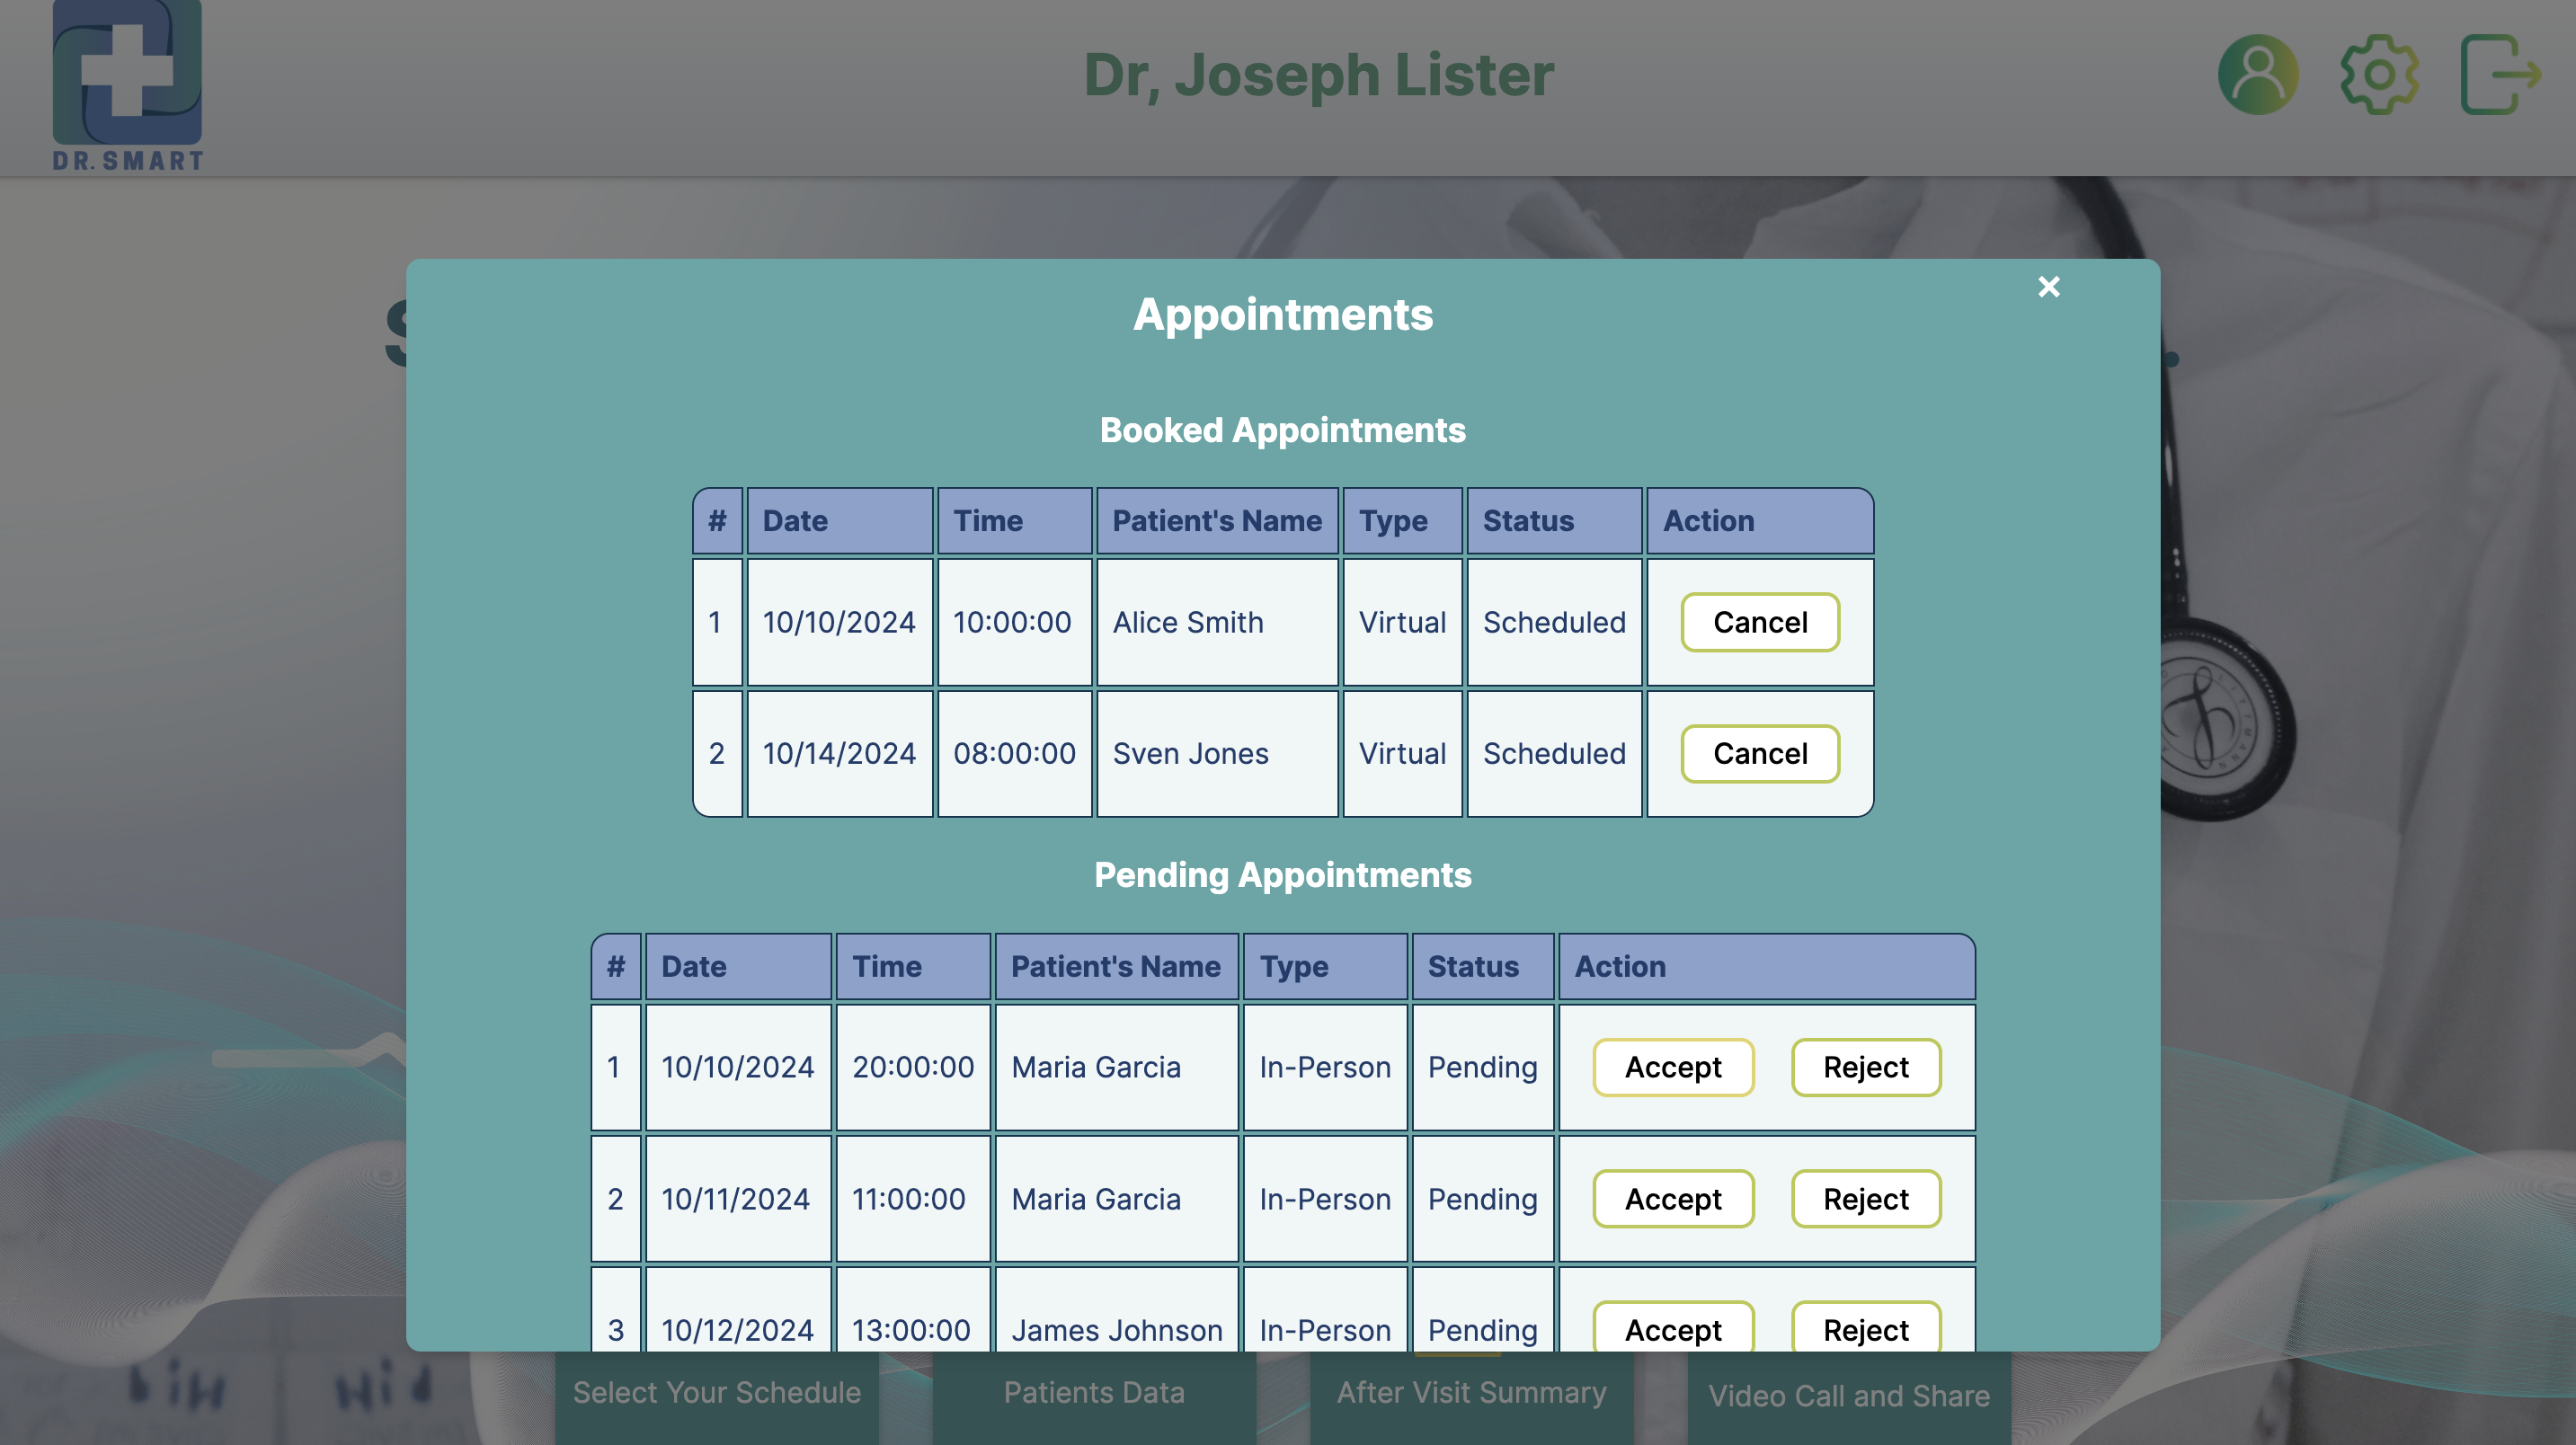 DR. SMART
Dr, Joseph Lister
Appointments
×
Booked Appointments
# Date Time Patient's Name Type Status Action
1 10/10/2024 10:00:00 Alice Smith Virtual Scheduled Cancel
2 10/14/2024 08:00:00 Sven Jones Virtual Scheduled Cancel
Pending Appointments
# Date Time Patient's Name Type Status Action
1 10/10/2024 20:00:00 Maria Garcia In-Person Pending Accept Reject
2 10/11/2024 11:00:00 Maria Garcia In-Person Pending Accept Reject
3 10/12/2024 13:00:00 James Johnson In-Person Pending Accept Reject
Select Your Schedule
Patients Data
After Visit Summary
Video Call and Share